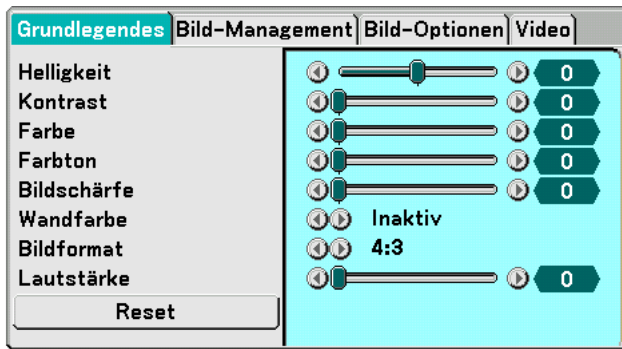 Grundlegendes Bild-Management Bild-Optionen Video
Helligkeit 0
Kontrast 0
Farbe 0
Farbton 0
Bildschärfe 0
Wandfarbe Inaktiv
Bildformat 4:3
Lautstärke 0
Reset